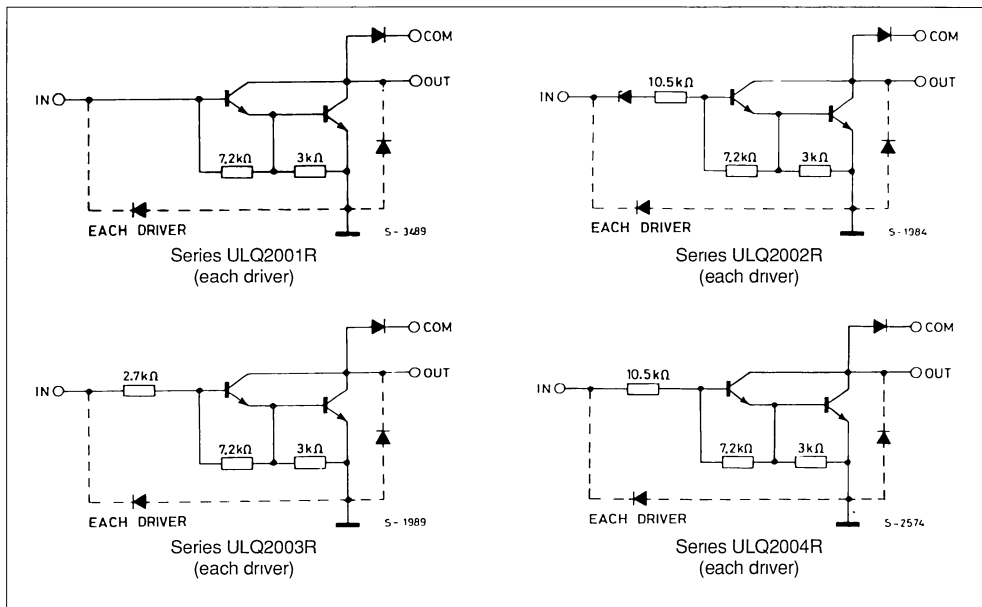 COM
OUT
IN
7.2kΩ 3kΩ
EACH DRIVER
S-3489
Series ULQ2001R
(each driver)
COM
OUT
10.5kΩ
IN
7.2kΩ 3kΩ
EACH DRIVER
S-1984
Series ULQ2002R
(each driver)
COM
OUT
2.7kΩ
IN
7.2kΩ 3kΩ
EACH DRIVER
S-1989
Series ULQ2003R
(each driver)
COM
OUT
10.5kΩ
IN
7.2kΩ 3kΩ
EACH DRIVER
S-2574
Series ULQ2004R
(each driver)